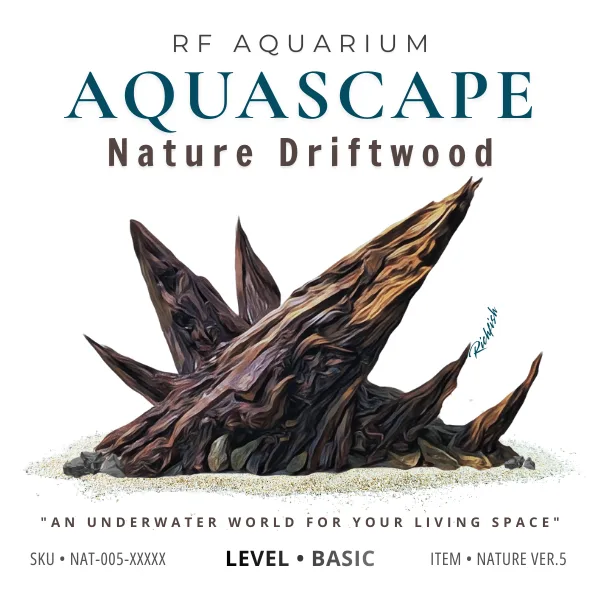 RF AQUARIUM
AQUASCAPE
Nature Driftwood
Richfish
"AN UNDERWATER WORLD FOR YOUR LIVING SPACE"
SKU • NAT-005-XXXXX
LEVEL • BASIC
ITEM • NATURE VER.5